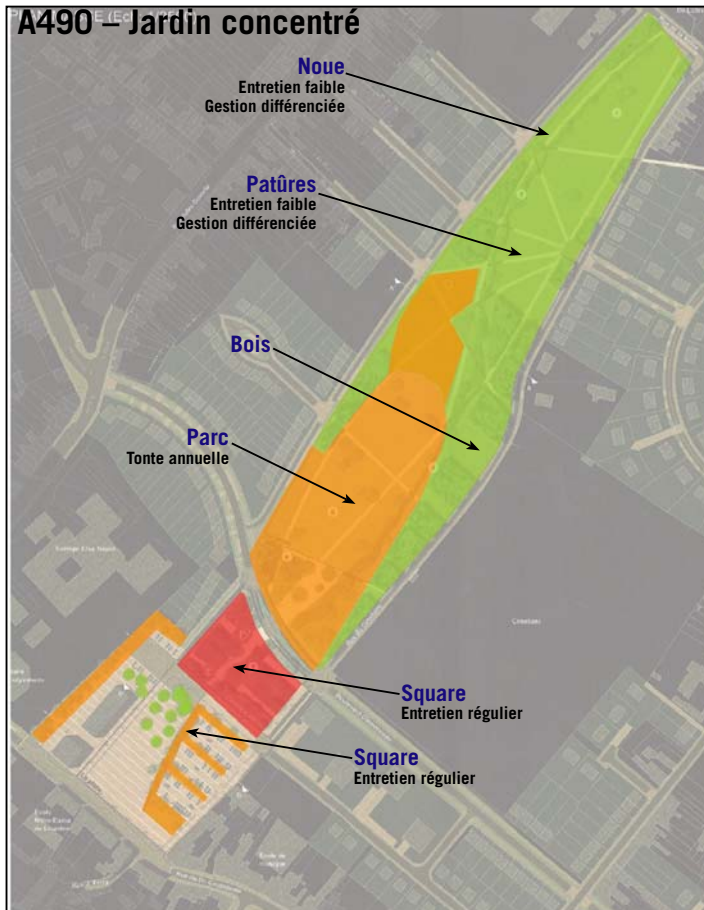 A490 – Jardin concentré
Noue
Entretien faible
Gestion différenciée
Patûres
Entretien faible
Gestion différenciée
Bois
Parc
Tonte annuelle
Square
Entretien régulier
Square
Entretien régulier
Cimetière